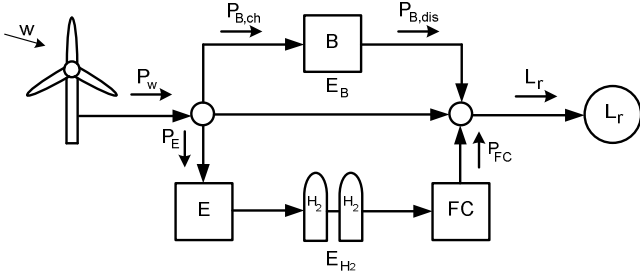 w
P_B,ch
P_B,dis
B
E_B
P_w
L_r
L_r
P_E
P_FC
E
H_2
H_2
FC
E_H2